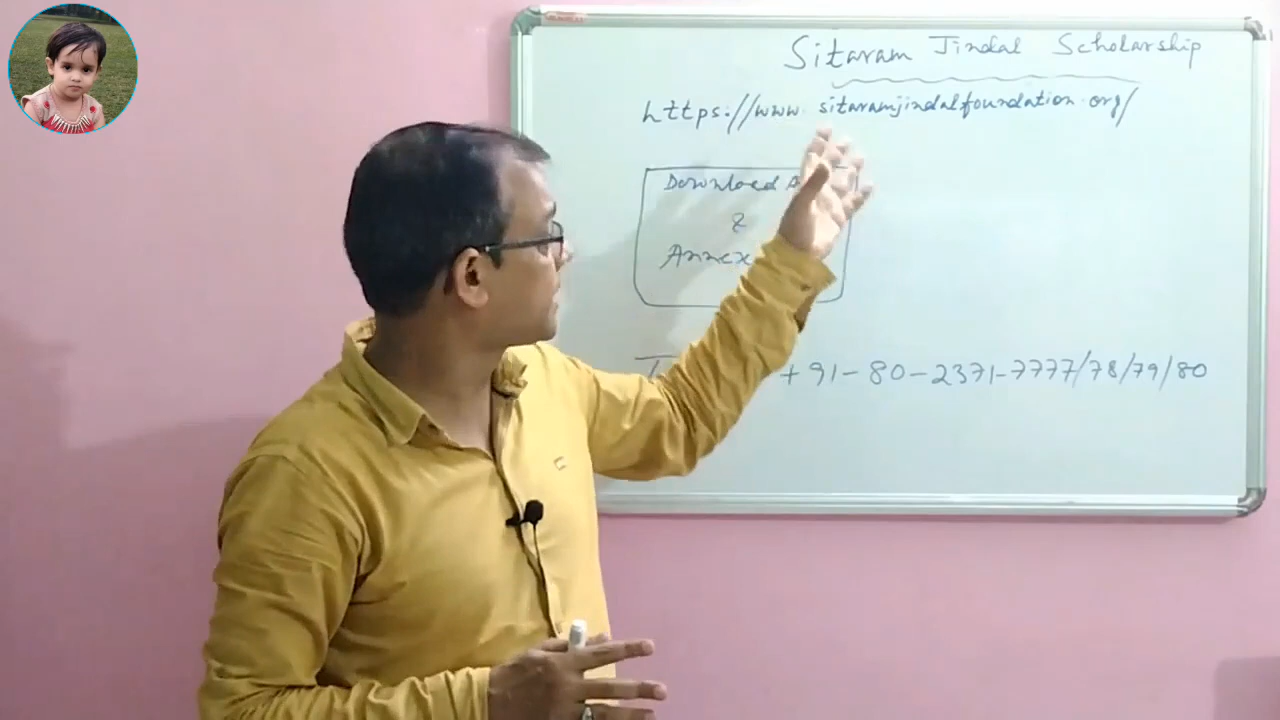 Sitaram Jindal Scholarship
https://www.sitaramjindalfoundation.org/
Download
&
+91-80-2371-7777/78/79/80